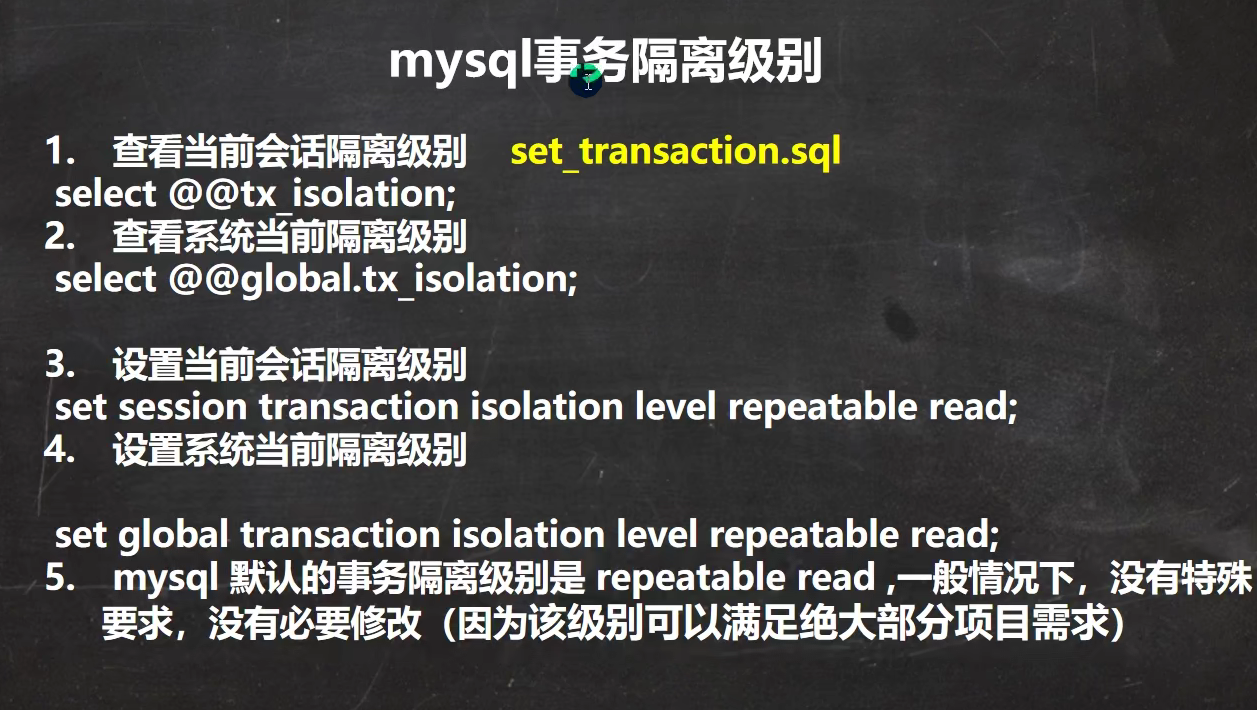 mysql事务隔离级别
1. 查看当前会话隔离级别 set_transaction.sql
select @@tx_isolation;
2. 查看系统当前隔离级别
select @@global.tx_isolation;
3. 设置当前会话隔离级别
set session transaction isolation level repeatable read;
4. 设置系统当前隔离级别
set global transaction isolation level repeatable read;
5. mysql 默认的事务隔离级别是 repeatable read ,一般情况下，没有特殊
要求，没有必要修改（因为该级别可以满足绝大部分项目需求）